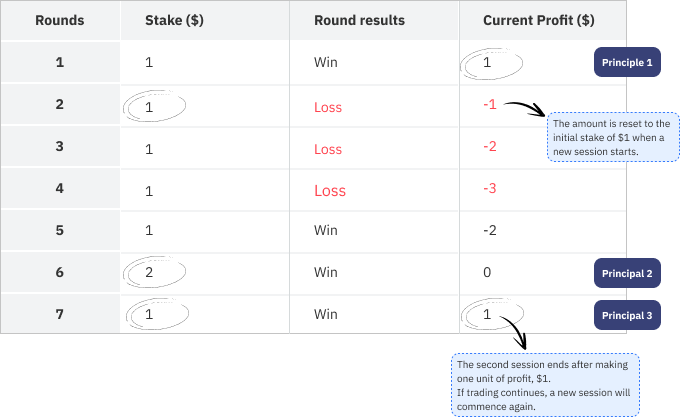 Rounds Stake ($) Round results Current Profit ($)
1 1 Win 1 Principle 1
2 1 Loss -1
The amount is reset to the
initial stake of $1 when a
new session starts.
3 1 Loss -2
4 1 Loss -3
5 1 Win -2
6 2 Win 0 Principal 2
7 1 Win 1 Principal 3
The second session ends after making
one unit of profit, $1.
If trading continues, a new session will
commence again.